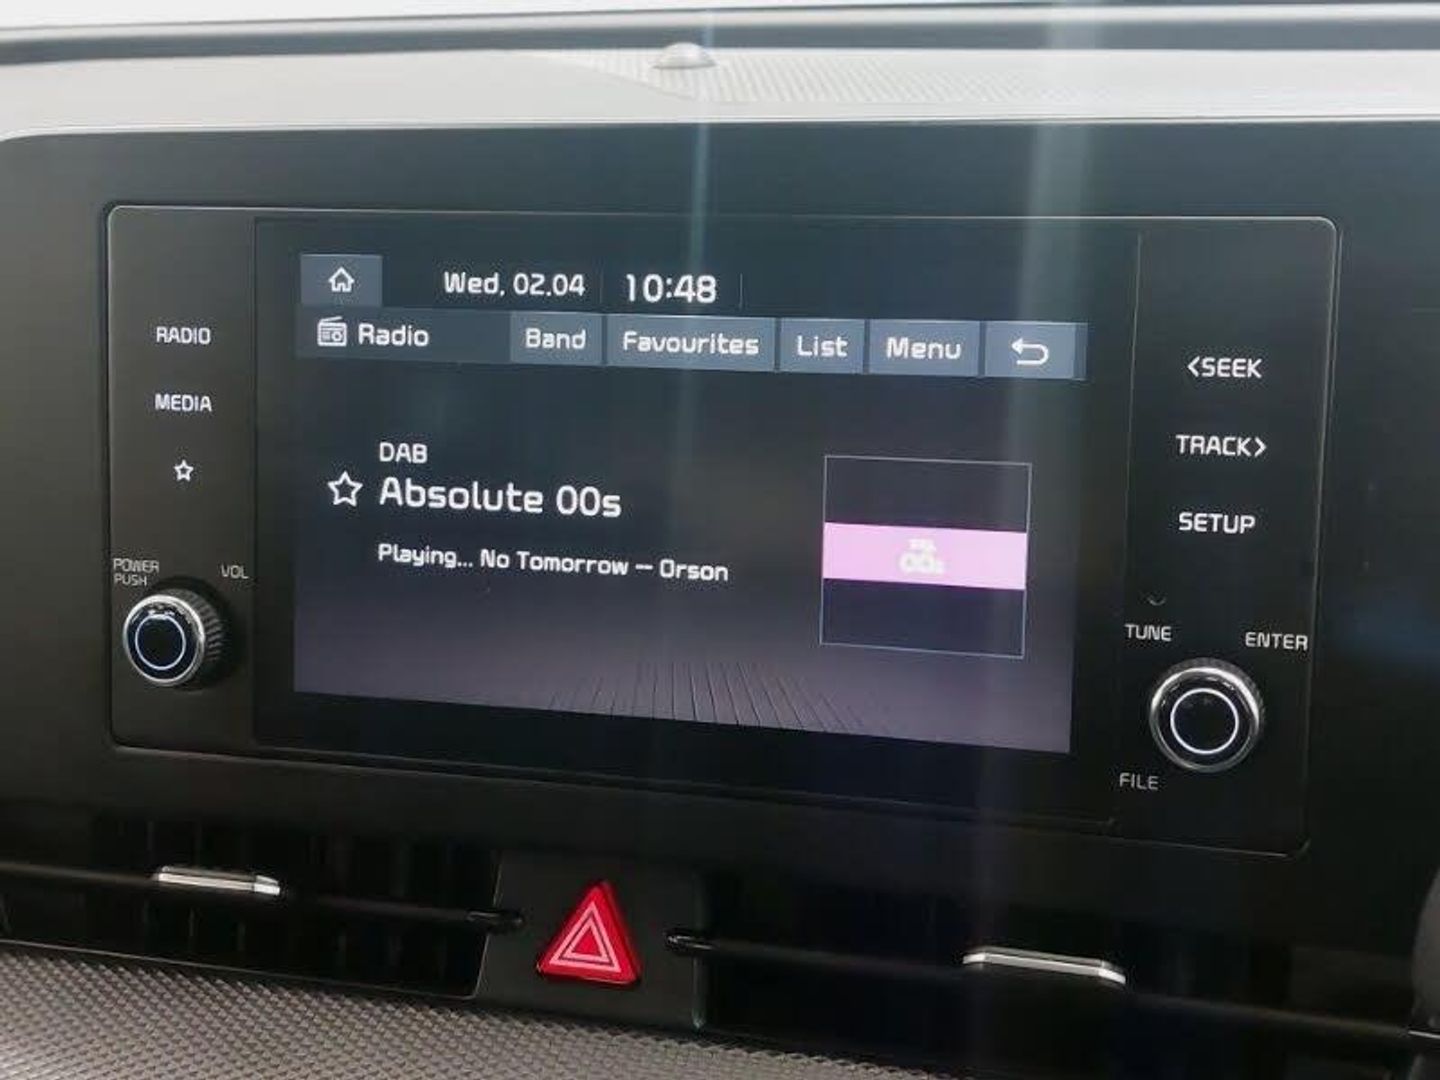 Wed, 02.04 10:48
Radio Band Favourites List Menu
RADIO
MEDIA
DAB
Absolute 00s
Playing... No Tomorrow -- Orson
00s
<SEEK
TRACK>
SETUP
POWER
PUSH
VOL
TUNE
ENTER
FILE